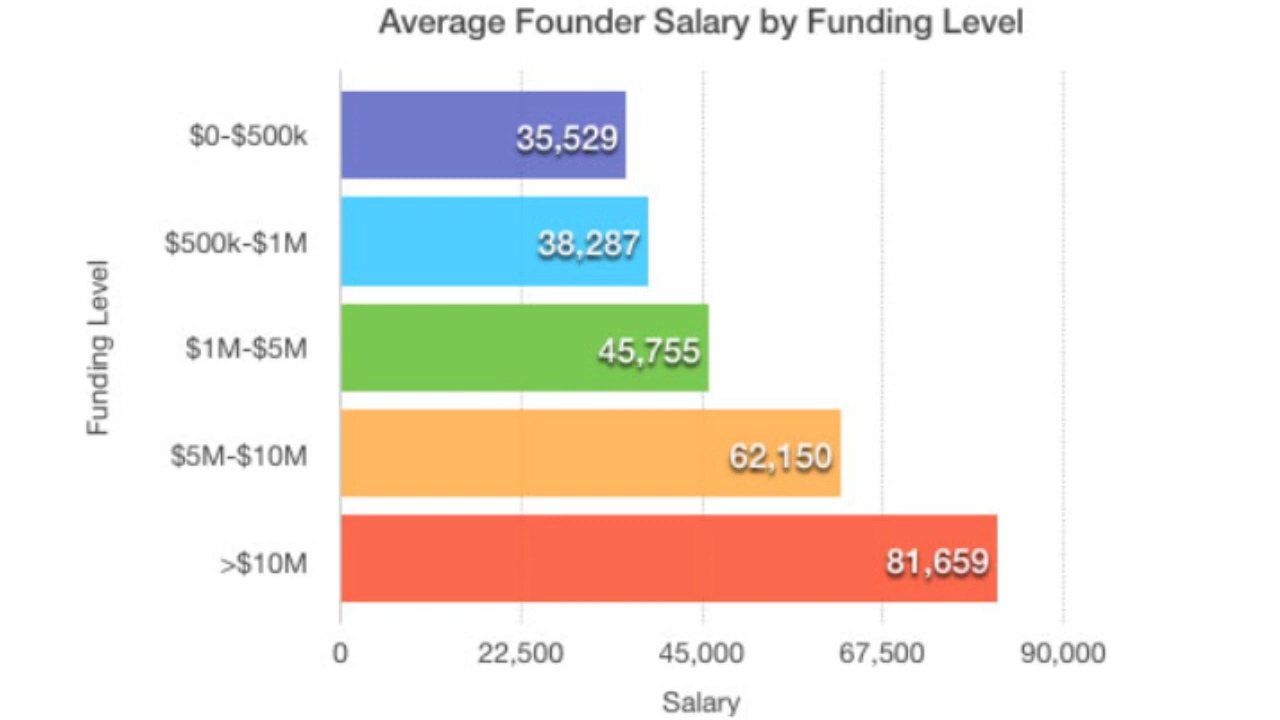 Average Founder Salary by Funding Level
Funding Level
$0-$500k
35,529
$500k-$1M
38,287
$1M-$5M
45,755
$5M-$10M
62,150
>$10M
81,659
0 22,500 45,000 67,500 90,000
Salary